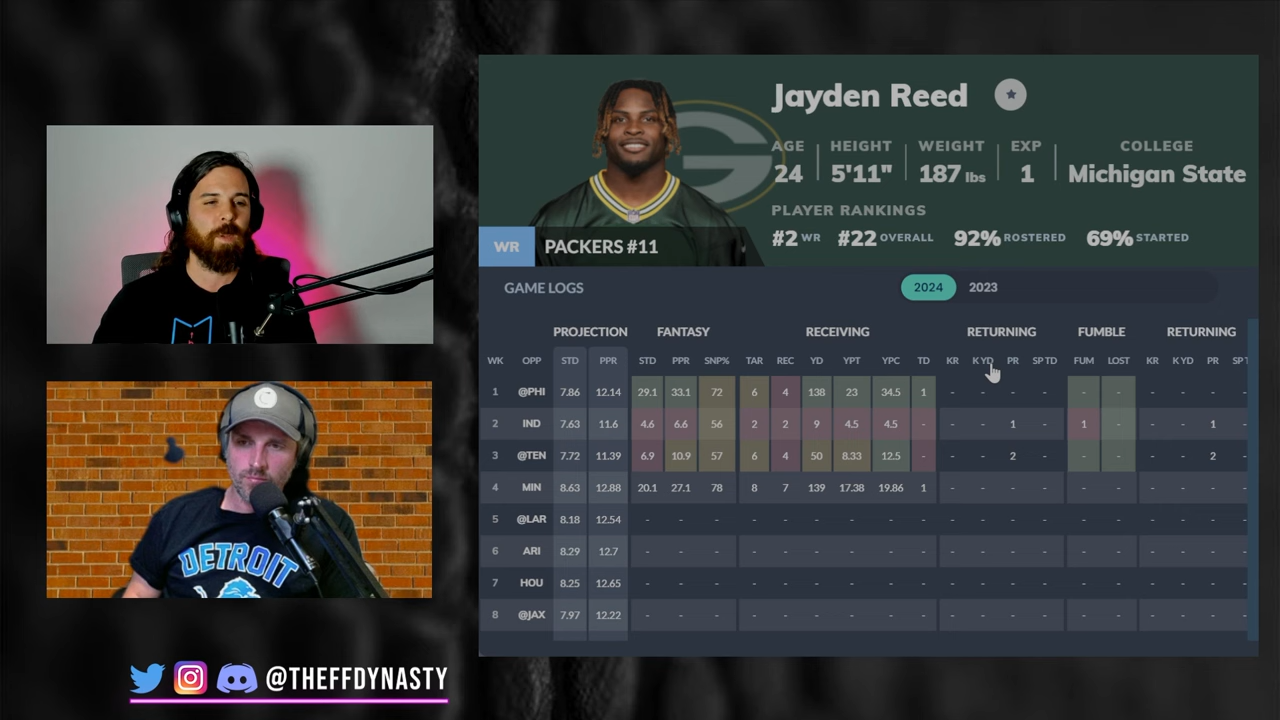 Jayden Reed
AGE HEIGHT WEIGHT EXP COLLEGE
24 5'11" 187 lbs 1 Michigan State
PLAYER RANKINGS
#2 WR #22 OVERALL 92% ROSTERED 69% STARTED
WR PACKERS #11
GAME LOGS 2024 2023
PROJECTION FANTASY RECEIVING RETURNING FUMBLE RETURNING
WK OPP STD PPR STD PPR SNP% TAR REC YD YPT YPC TD KR K YD PR SP TD FUM LOST KR K YD PR SP T
1 @PHI 7.86 12.14 29.1 33.1 72 6 4 138 23 34.5 1 - - - - - - - - - -
2 IND 7.63 11.6 4.6 6.6 56 2 2 9 4.5 4.5 - - - 1 - 1 - - - 1 -
3 @TEN 7.72 11.39 6.9 10.9 57 6 4 50 8.33 12.5 - - - 2 - - - - - 2 -
4 MIN 8.63 12.88 20.1 27.1 78 8 7 139 17.38 19.86 1 - - - - - - - - - -
5 @LAR 8.18 12.54 - - - - - - - - - - - - - - - - - - -
6 ARI 8.29 12.7 - - - - - - - - - - - - - - - - - - -
7 HOU 8.25 12.65 - - - - - - - - - - - - - - - - - - -
8 @JAX 7.97 12.22 - - - - - - - - - - - - - - - - - - -
DETROIT
@THEFFDYNASTY